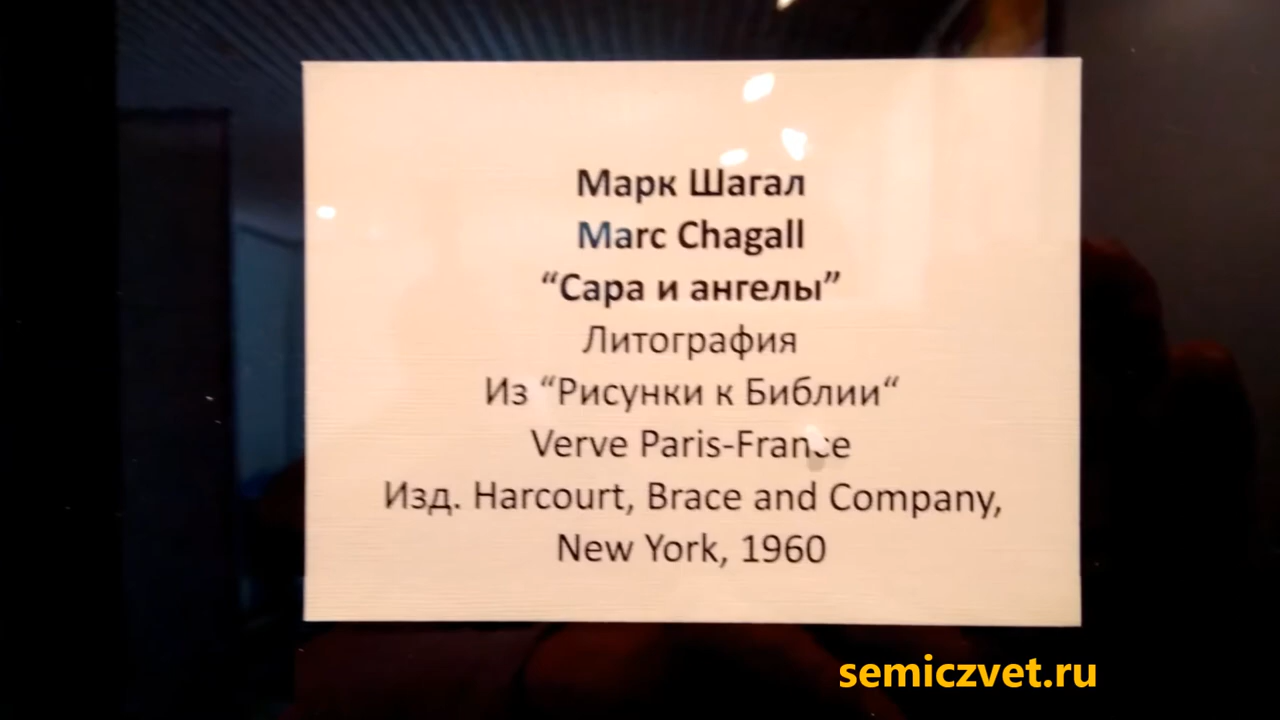 Марк Шагал
Marc Chagall
“Сара и ангелы”
Литография
Из “Рисунки к Библии“
Verve Paris-France
Изд. Harcourt, Brace and Company,
New York, 1960
semiczvet.ru